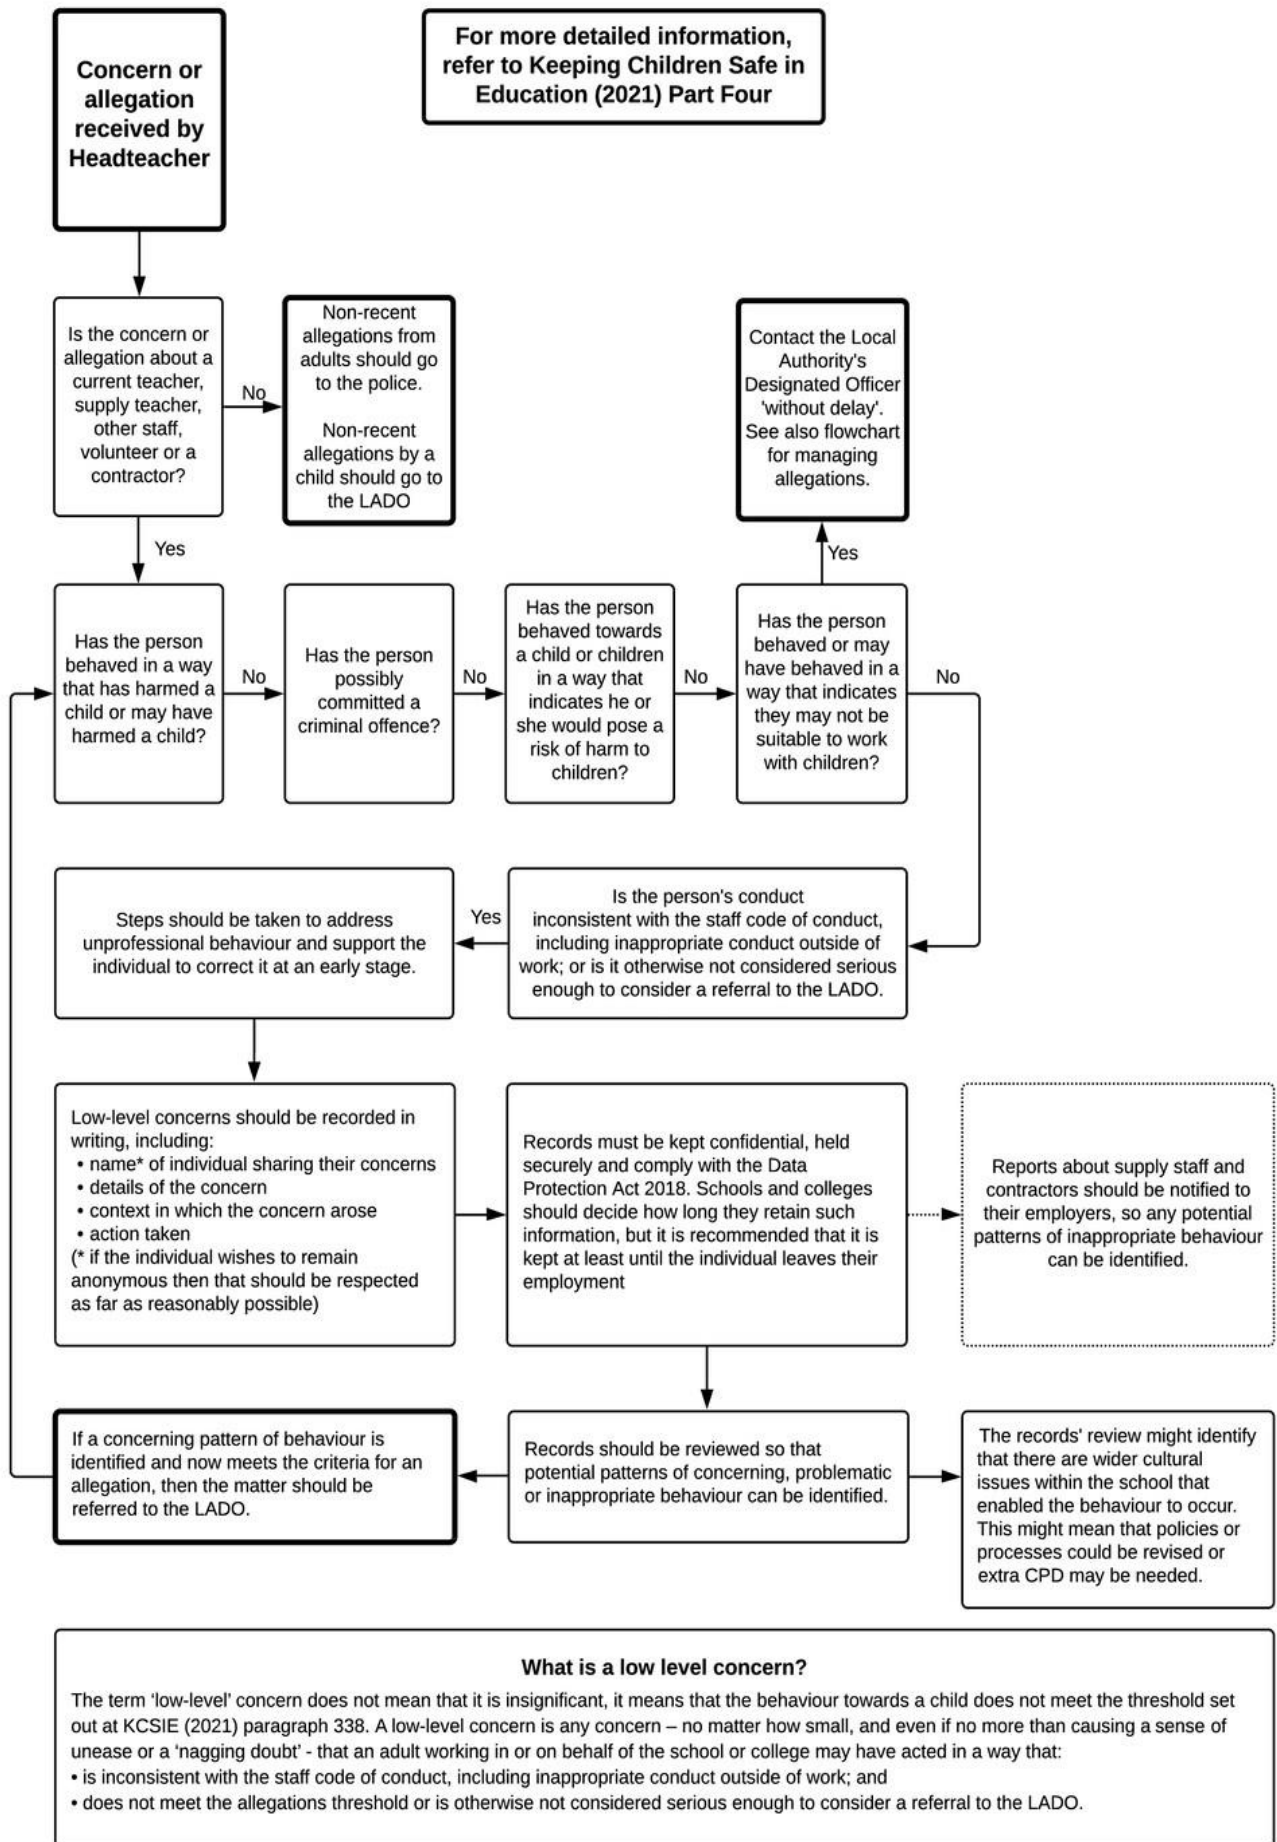 Concern or
allegation
received by
Headteacher
For more detailed information,
refer to Keeping Children Safe in
Education (2021) Part Four
Is the concern or
allegation about a
current teacher,
supply teacher,
other staff,
volunteer or a
contractor?
No
Non-recent
allegations from
adults should go
to the police.
Non-recent
allegations by a
child should go to
the LADO
Contact the Local
Authority's
Designated Officer
'without delay'.
See also flowchart
for managing
allegations.
Yes
Yes
Has the person
behaved in a way
that has harmed a
child or may have
harmed a child?
No
Has the person
possibly
committed a
criminal offence?
No
Has the person
behaved towards
a child or children
in a way that
indicates he or
she would pose a
risk of harm to
children?
No
Has the person
behaved or may
have behaved in a
way that indicates
they may not be
suitable to work
with children?
No
Steps should be taken to address
unprofessional behaviour and support the
individual to correct it at an early stage.
Yes
Is the person's conduct
inconsistent with the staff code of conduct,
including inappropriate conduct outside of
work; or is it otherwise not considered serious
enough to consider a referral to the LADO.
Low-level concerns should be recorded in
writing, including:
• name* of individual sharing their concerns
• details of the concern
• context in which the concern arose
• action taken
(* if the individual wishes to remain
anonymous then that should be respected
as far as reasonably possible)
Records must be kept confidential, held
securely and comply with the Data
Protection Act 2018. Schools and colleges
should decide how long they retain such
information, but it is recommended that it is
kept at least until the individual leaves their
employment
Reports about supply staff and
contractors should be notified to
their employers, so any potential
patterns of inappropriate behaviour
can be identified.
If a concerning pattern of behaviour is
identified and now meets the criteria for an
allegation, then the matter should be
referred to the LADO.
Records should be reviewed so that
potential patterns of concerning, problematic
or inappropriate behaviour can be identified.
The records' review might identify
that there are wider cultural
issues within the school that
enabled the behaviour to occur.
This might mean that policies or
processes could be revised or
extra CPD may be needed.
What is a low level concern?
The term ‘low-level’ concern does not mean that it is insignificant, it means that the behaviour towards a child does not meet the threshold set
out at KCSIE (2021) paragraph 338. A low-level concern is any concern – no matter how small, and even if no more than causing a sense of
unease or a ‘nagging doubt’ - that an adult working in or on behalf of the school or college may have acted in a way that:
• is inconsistent with the staff code of conduct, including inappropriate conduct outside of work; and
• does not meet the allegations threshold or is otherwise not considered serious enough to consider a referral to the LADO.